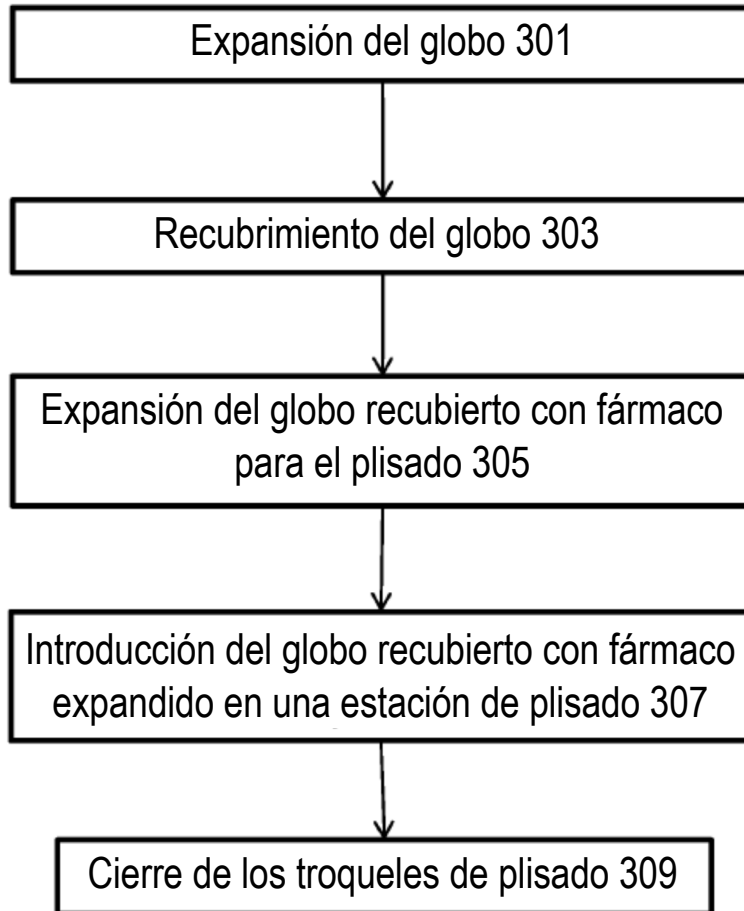 Expansión del globo 301
Recubrimiento del globo 303
Expansión del globo recubierto con fármaco
para el plisado 305
Introducción del globo recubierto con fármaco
expandido en una estación de plisado 307
Cierre de los troqueles de plisado 309